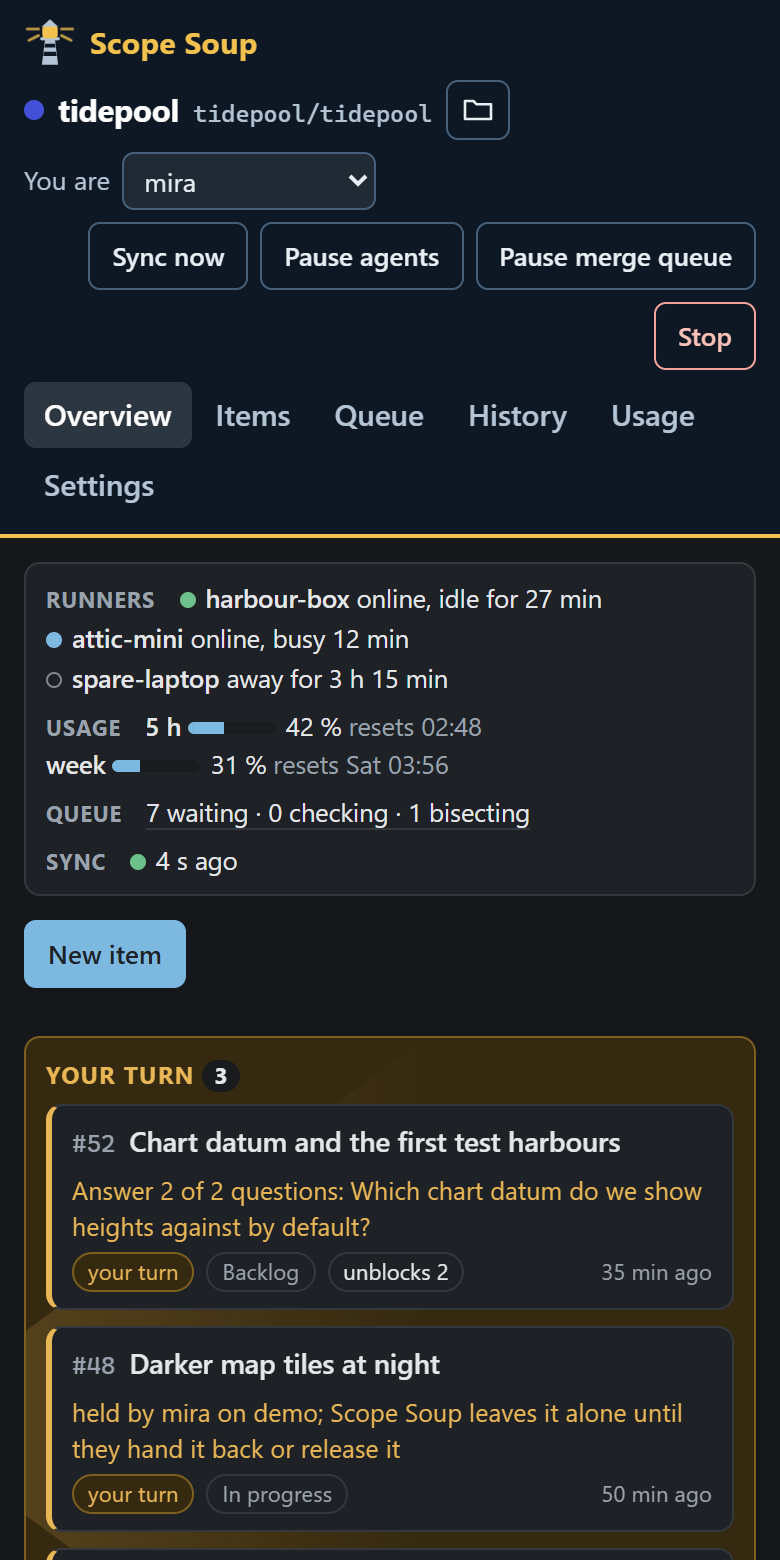 Scope Soup
tidepool tidepool/tidepool
You are mira
Sync now Pause agents Pause merge queue
Stop
Overview Items Queue History Usage
Settings
RUNNERS harbour-box online, idle for 27 min
attic-mini online, busy 12 min
spare-laptop away for 3 h 15 min
USAGE 5 h 42 % resets 02:48
week 31 % resets Sat 03:56
QUEUE 7 waiting · 0 checking · 1 bisecting
SYNC 4 s ago
New item
YOUR TURN 3
#52 Chart datum and the first test harbours
Answer 2 of 2 questions: Which chart datum do we show
heights against by default?
your turn Backlog unblocks 2 35 min ago
#48 Darker map tiles at night
held by mira on demo; Scope Soup leaves it alone until
they hand it back or release it
your turn In progress 50 min ago